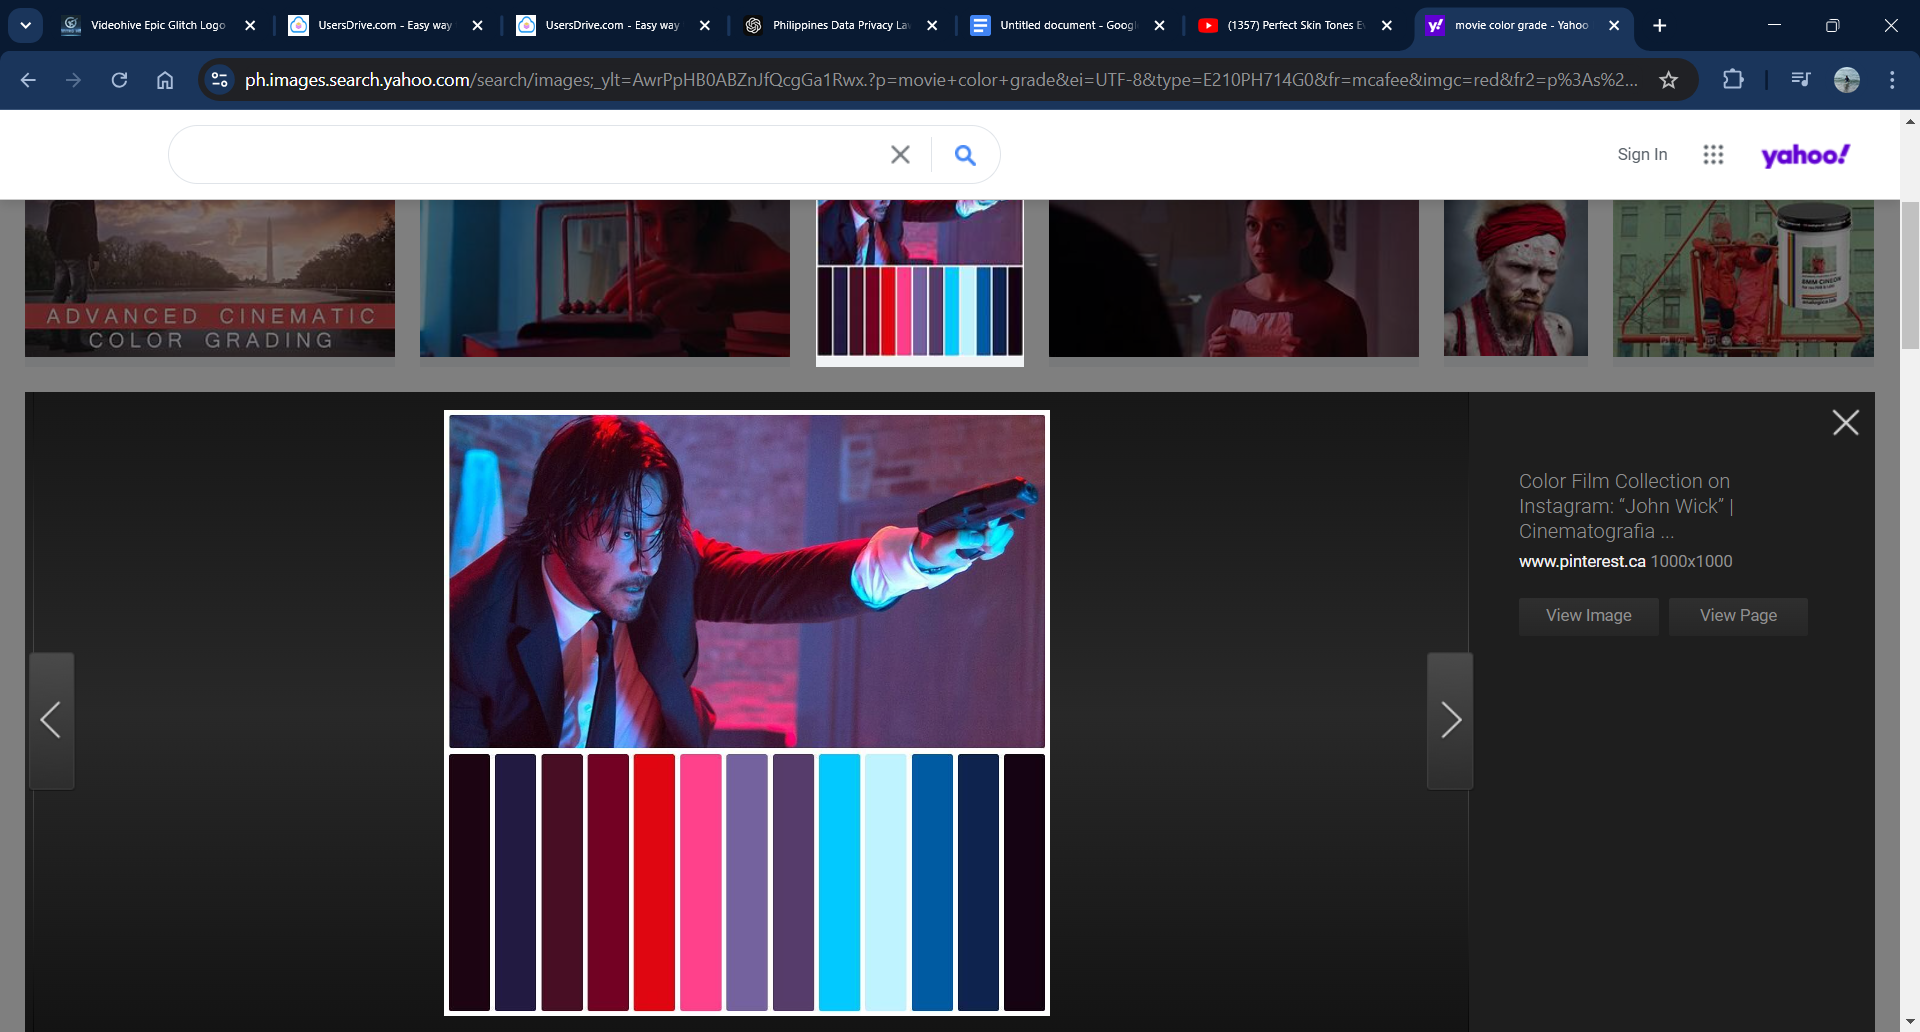 Videohive Epic Glitch Logo
UsersDrive.com - Easy way
UsersDrive.com - Easy way
Philippines Data Privacy La
Untitled document - Googl
(1357) Perfect Skin Tones E
movie color grade - Yahoo
ph.images.search.yahoo.com/search/images;_ylt=AwrPpHB0ABZnJfQcgGa1Rwx.?p=movie+color+grade&ei=UTF-8&type=E210PH714G0&fr=mcafee&imgc=red&fr2=p%3As%2...
Sign In
yahoo!
ADVANCED CINEMATIC
COLOR GRADING
Color Film Collection on
Instagram: “John Wick” |
Cinematografia ...
www.pinterest.ca 1000x1000
View Image
View Page